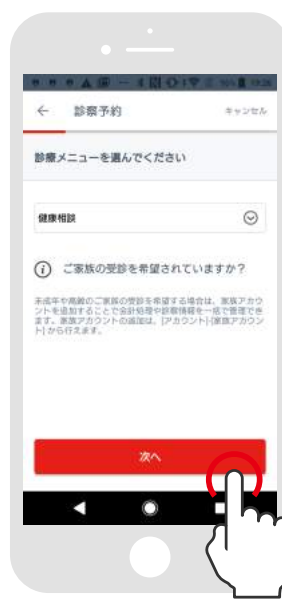 診察予約
キャンセル
診療メニューを選んでください
健康相談
ご家族の受診を希望されていますか?
未成年や高齢のご家族の受診を希望する場合は、家族アカウ
ントを追加することで会計処理や診察情報を一括で管理でき
ます。家族アカウントの追加は、[アカウント]-[家族アカウン
ト] から行えます。
次へ